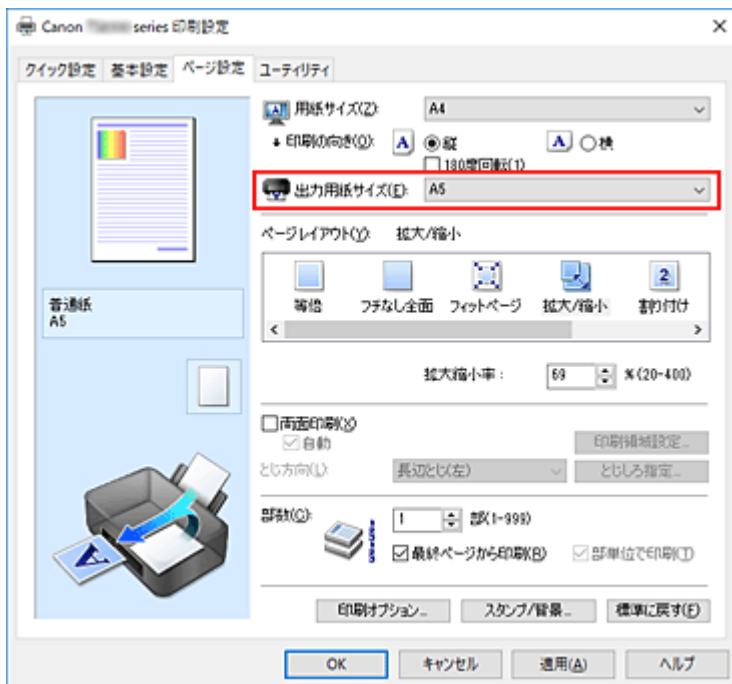 Canon series 印刷設定
クイック設定 基本設定 ページ設定 ユーティリティ
用紙サイズ(Z): A4
印刷の向き(O): A 縦 A 横
180度回転(1)
出力用紙サイズ(E): A5
ページレイアウト(Y): 拡大/縮小
等倍 フチなし全面 フィットページ 拡大/縮小 割り付け
普通紙
A5
拡大縮小率: 69 %(20-400)
両面印刷(X)
自動 印刷領域設定...
とじ方向(L): 長辺とじ(左) とじしろ指定...
部数(C): 1 部(1-999)
最終ページから印刷(R) 部単位で印刷(T)
印刷オプション... スタンプ/背景... 標準に戻す(F)
OK キャンセル 適用(A) ヘルプ